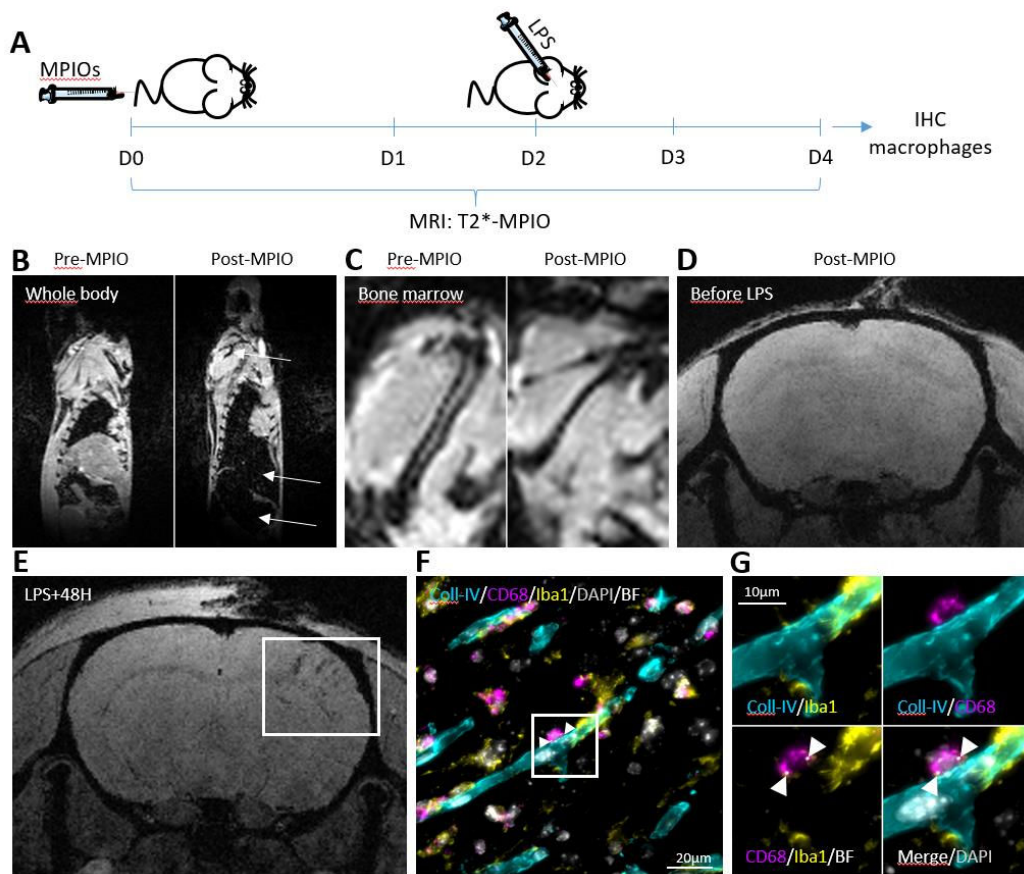 A
MPIOs
LPS
D0
D1
D2
D3
D4
IHC
macrophages
MRI: T2*-MPIO
B
Pre-MPIO
Post-MPIO
Whole body
C
Pre-MPIO
Post-MPIO
Bone marrow
D
Post-MPIO
Before LPS
E
LPS+48H
F
Coll-IV/CD68/Iba1/DAPI/BF
20µm
G
10µm
Coll-IV/Iba1
Coll-IV/CD68
CD68/Iba1/BF
Merge/DAPI